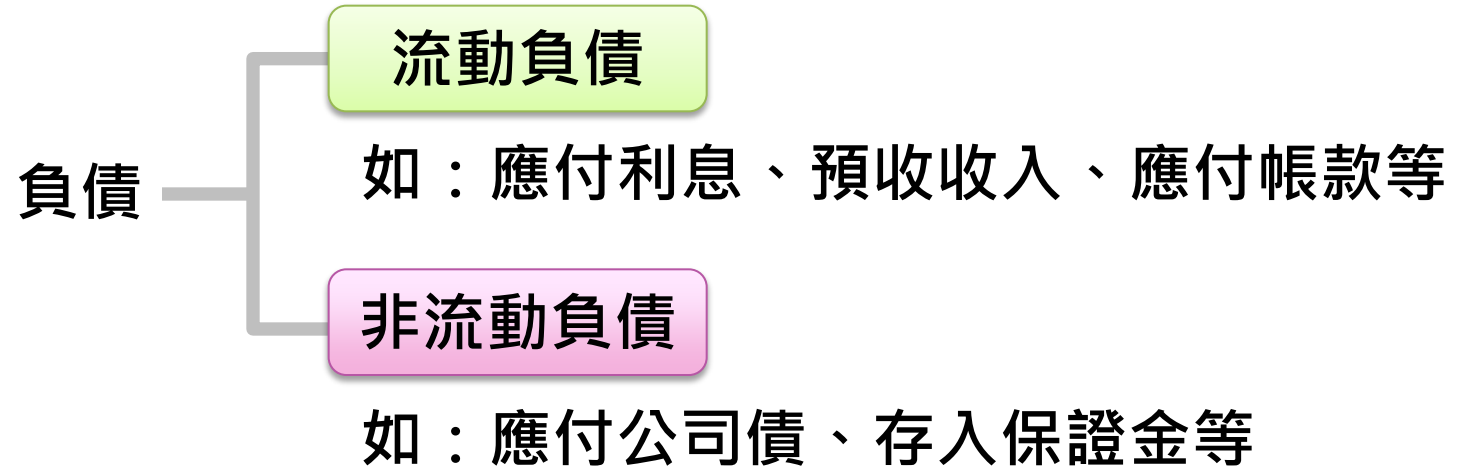 流動負債
如：應付利息、預收收入、應付帳款等
負債
非流動負債
如：應付公司債、存入保證金等